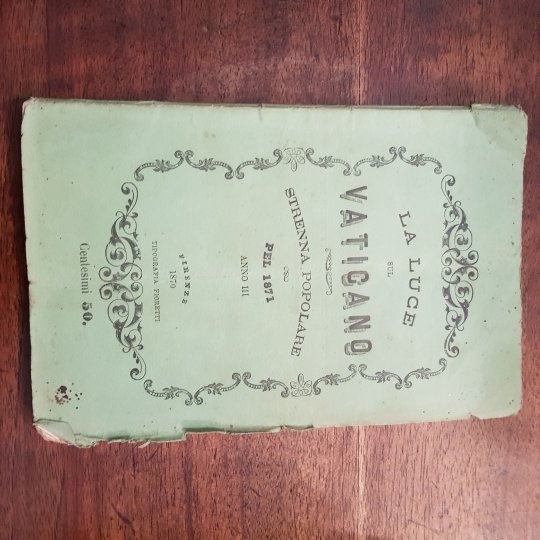 LA LUCE
SUL
VATICANO
STRENNA POPOLARE
PEL 1871
ANNO III
FIRENZE
1870
TIPOGRAFIA FIORETTI
Centesimi 50.